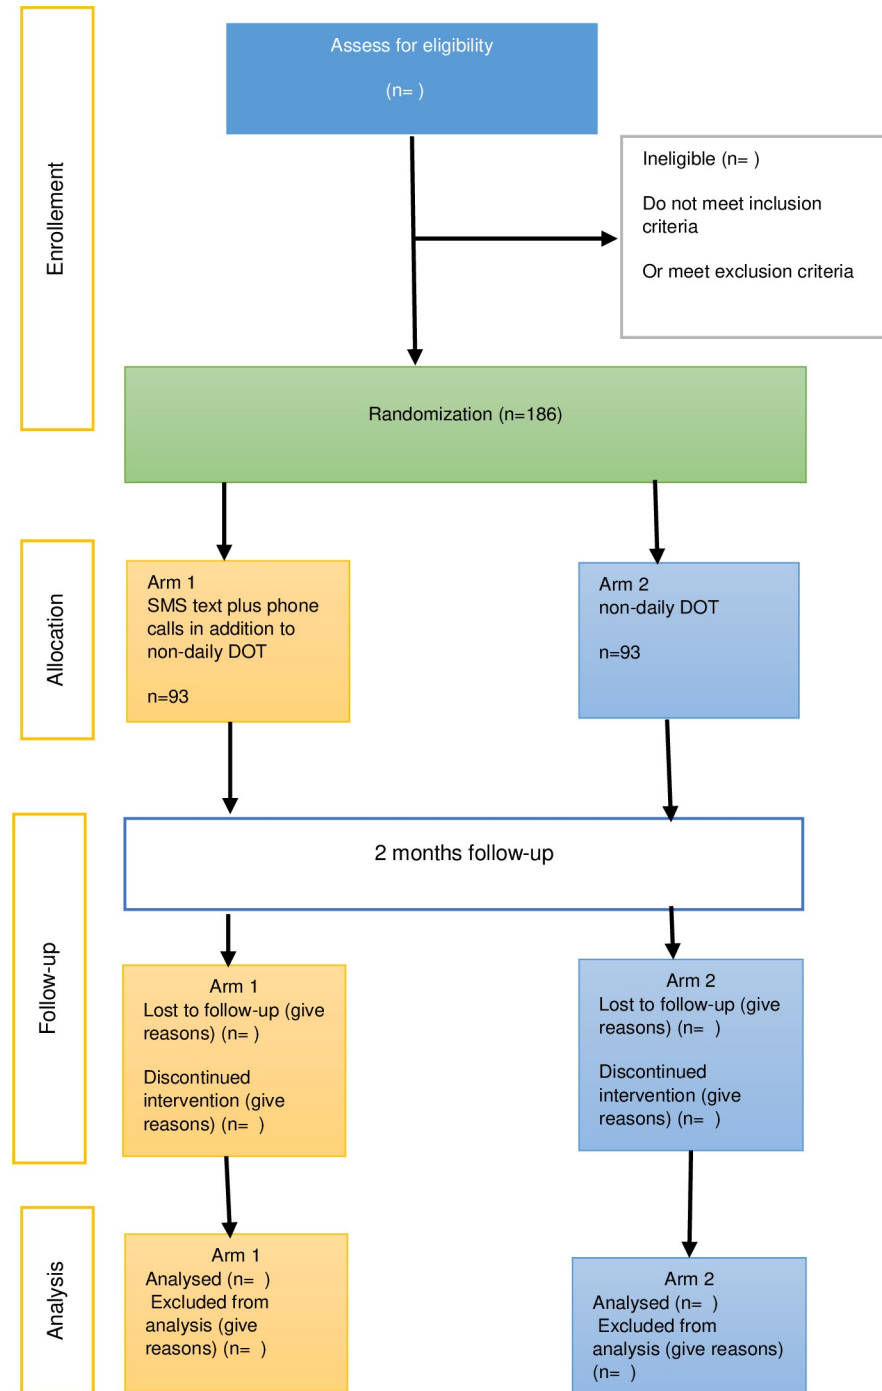 Enrollement
Assess for eligibility
(n= )
Ineligible (n= )
Do not meet inclusion
criteria
Or meet exclusion criteria
Randomization (n=186)
Allocation
Arm 1
SMS text plus phone
calls in addition to
non-daily DOT
n=93
Arm 2
non-daily DOT
n=93
Follow-up
2 months follow-up
Arm 1
Lost to follow-up (give
reasons) (n= )
Discontinued
intervention (give
reasons) (n=  )
Arm 2
Lost to follow-up (give
reasons) (n=  )
Discontinued
intervention (give
reasons) (n=  )
Analysis
Arm 1
Analysed (n=  )
Excluded from
analysis (give
reasons) (n=  )
Arm 2
Analysed (n=  )
Excluded from
analysis (give reasons)
(n=  )